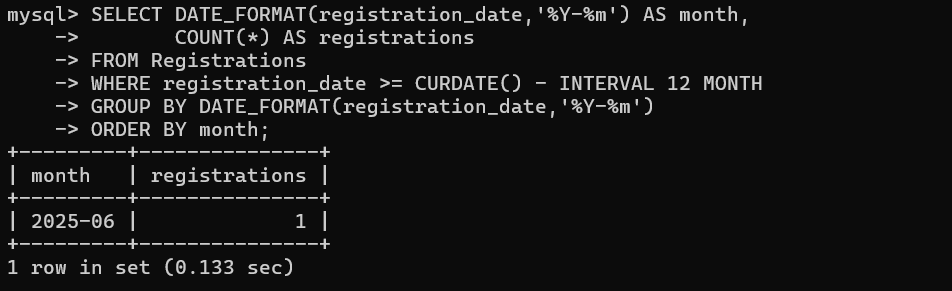 mysql> SELECT DATE_FORMAT(registration_date,'%Y-%m') AS month,
    ->        COUNT(*) AS registrations
    -> FROM Registrations
    -> WHERE registration_date >= CURDATE() - INTERVAL 12 MONTH
    -> GROUP BY DATE_FORMAT(registration_date,'%Y-%m')
    -> ORDER BY month;
+---------+---------------+
| month   | registrations |
+---------+---------------+
| 2025-06 |             1 |
+---------+---------------+
1 row in set (0.133 sec)